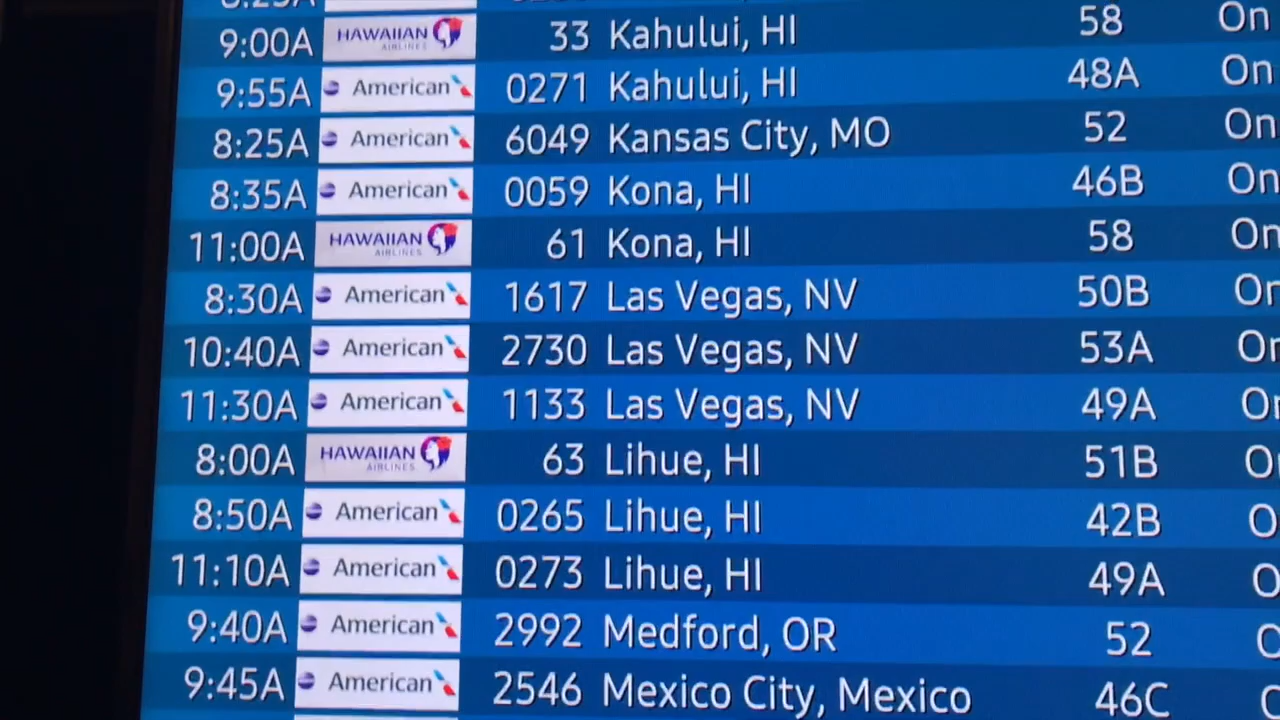 9:00A HAWAIIAN AIRLINES 33 Kahului, HI 58 On
9:55A American 0271 Kahului, HI 48A On
8:25A American 6049 Kansas City, MO 52 On
8:35A American 0059 Kona, HI 46B On
11:00A HAWAIIAN AIRLINES 61 Kona, HI 58 On
8:30A American 1617 Las Vegas, NV 50B On
10:40A American 2730 Las Vegas, NV 53A On
11:30A American 1133 Las Vegas, NV 49A On
8:00A HAWAIIAN AIRLINES 63 Lihue, HI 51B O
8:50A American 0265 Lihue, HI 42B O
11:10A American 0273 Lihue, HI 49A O
9:40A American 2992 Medford, OR 52
9:45A American 2546 Mexico City, Mexico 46C